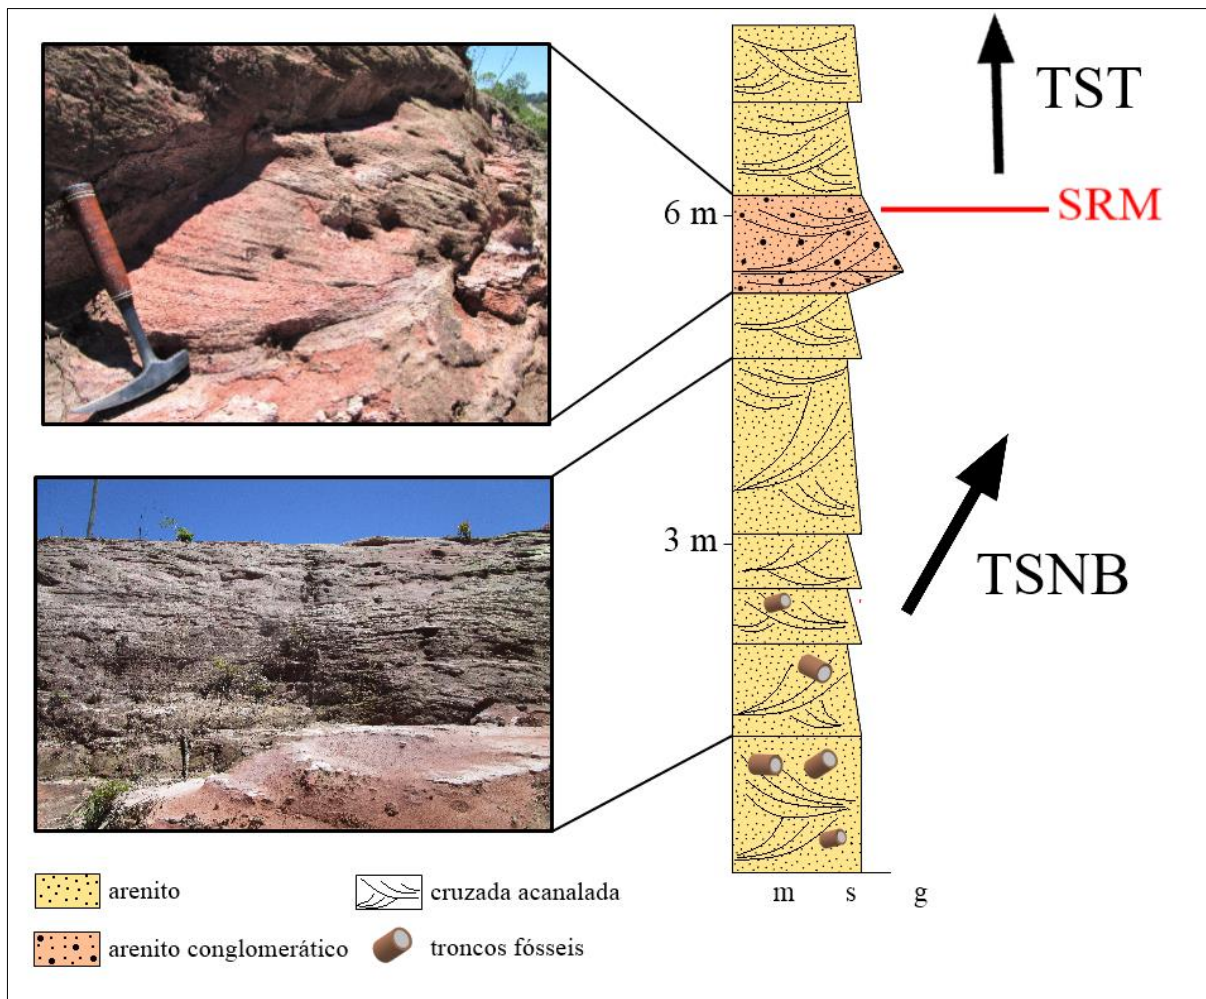 TST
6 m
SRM
3 m
TSNB
m s g
arenito
cruzada acanalada
arenito conglomerático
troncos fósseis